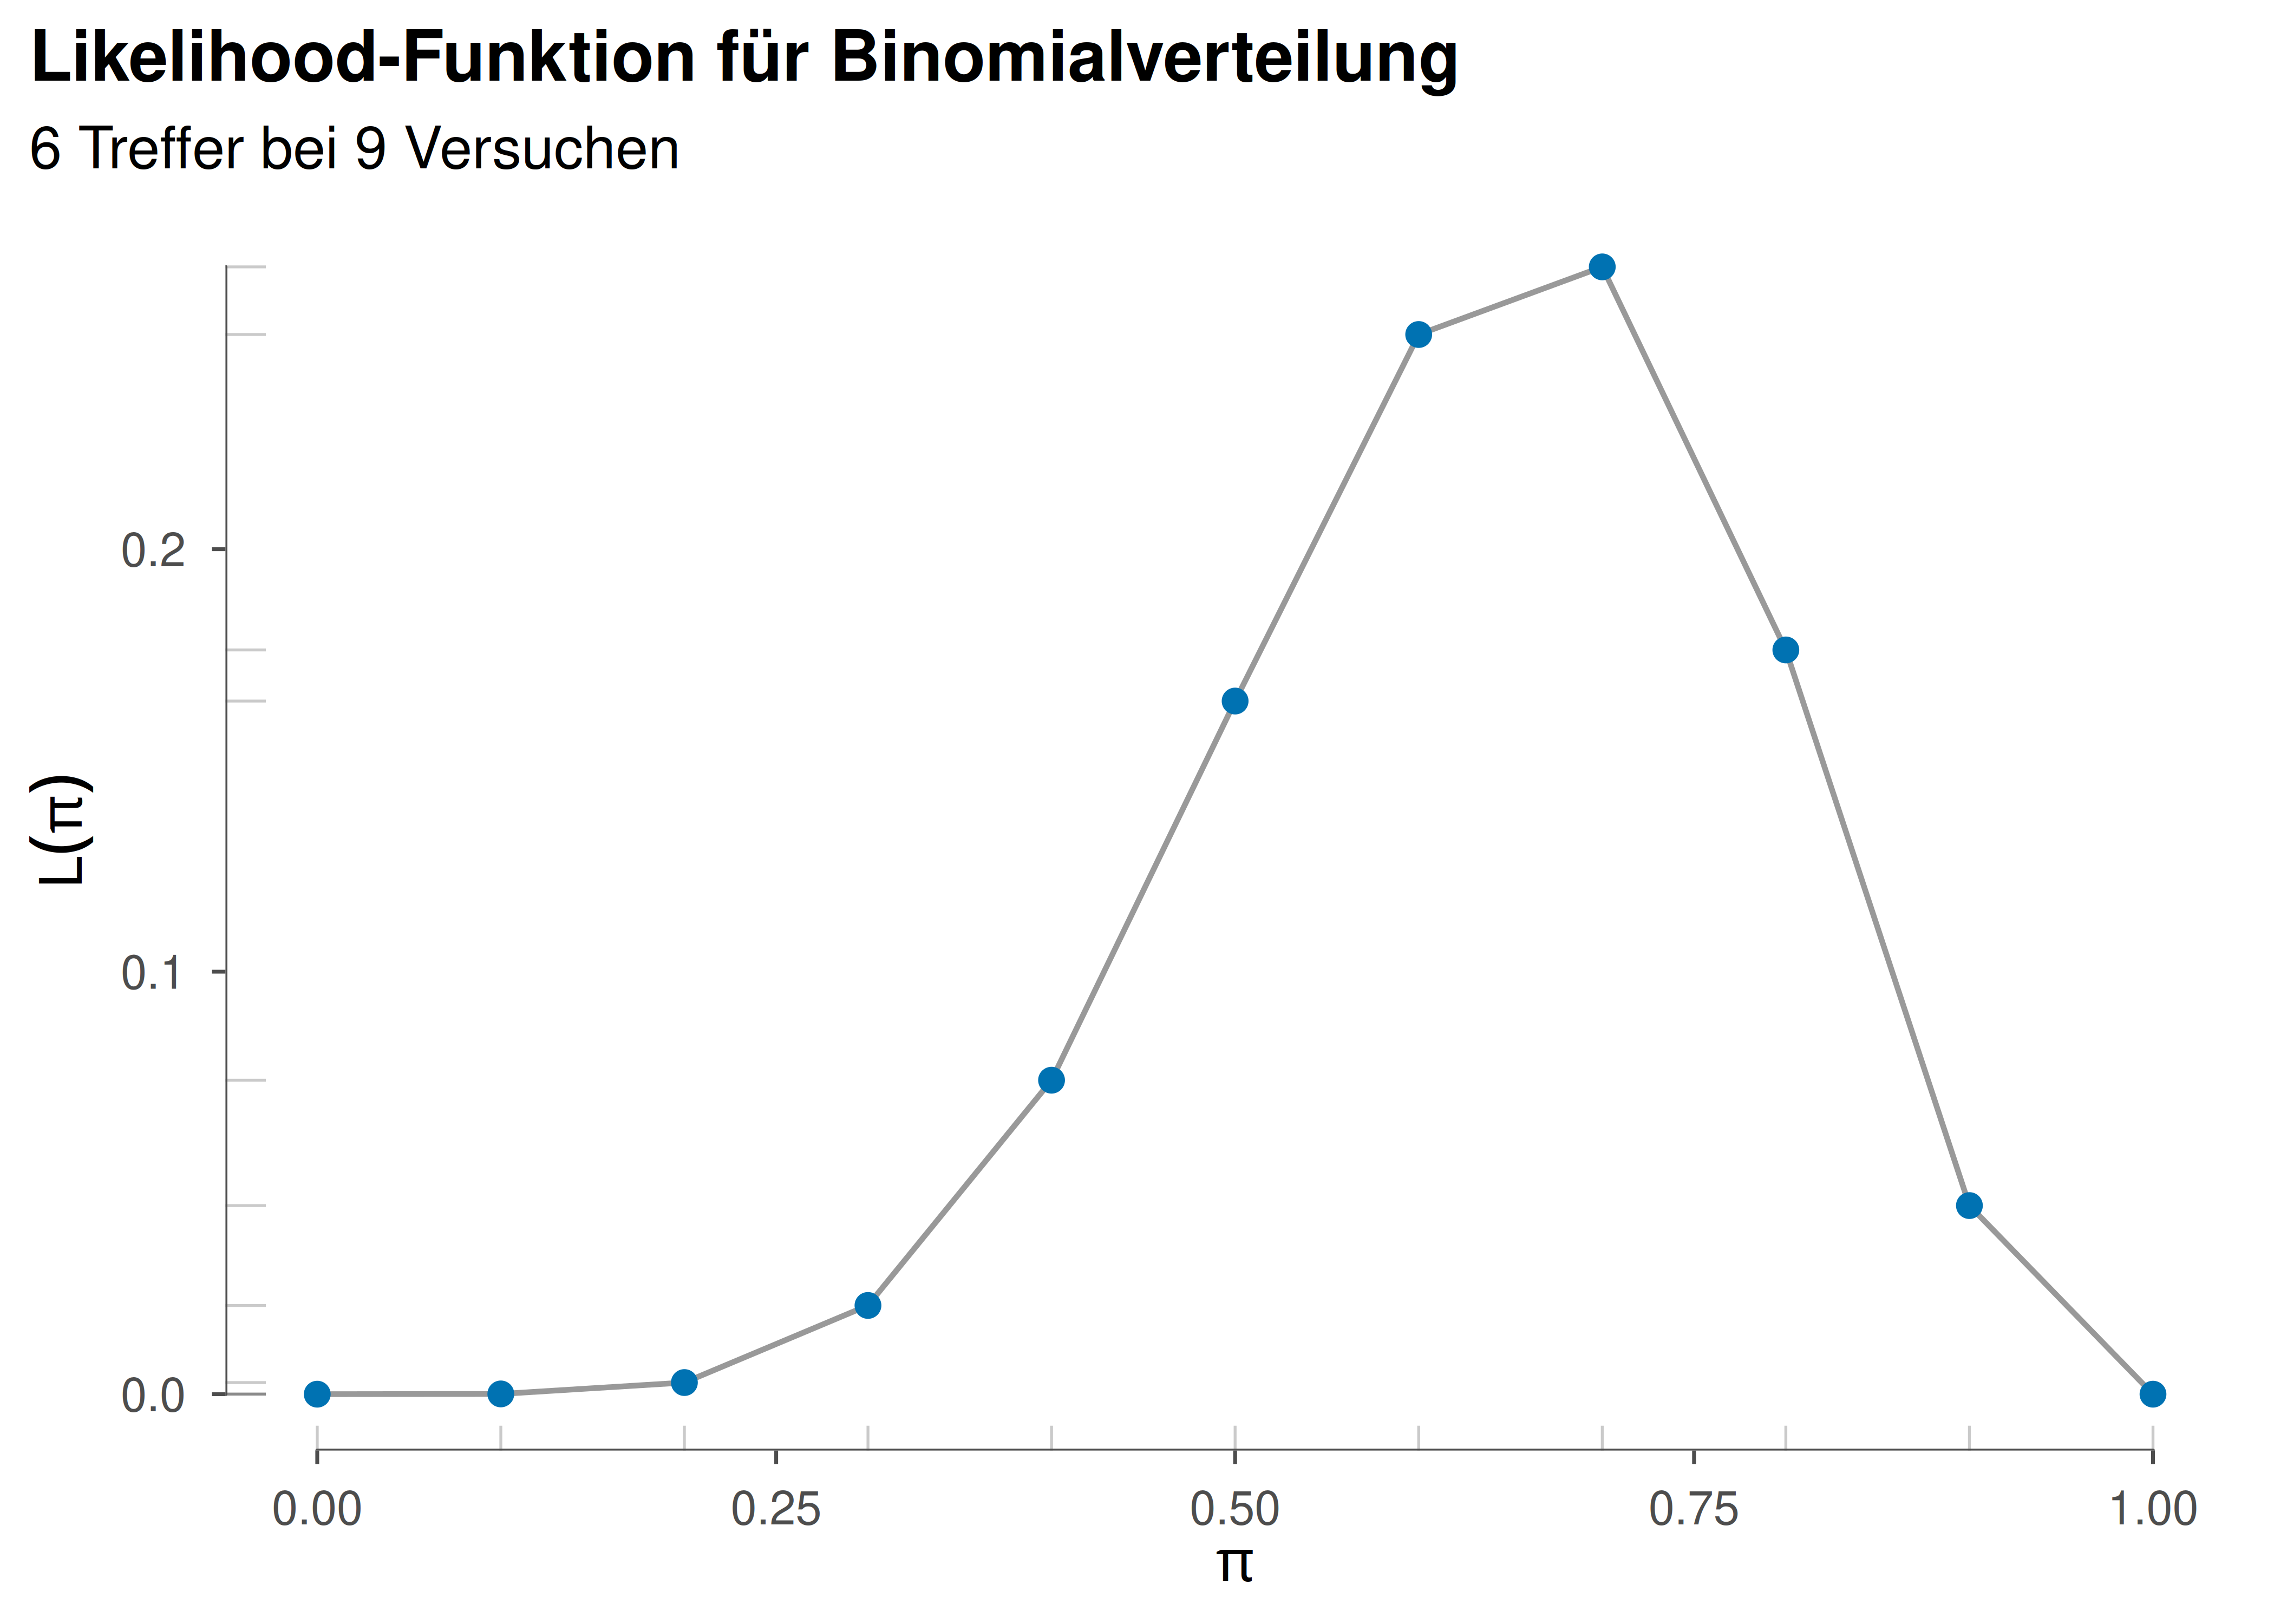 Likelihood-Funktion für Binomialverteilung
6 Treffer bei 9 Versuchen
L(π)
0.2
0.1
0.0
0.00 0.25 0.50 0.75 1.00
π